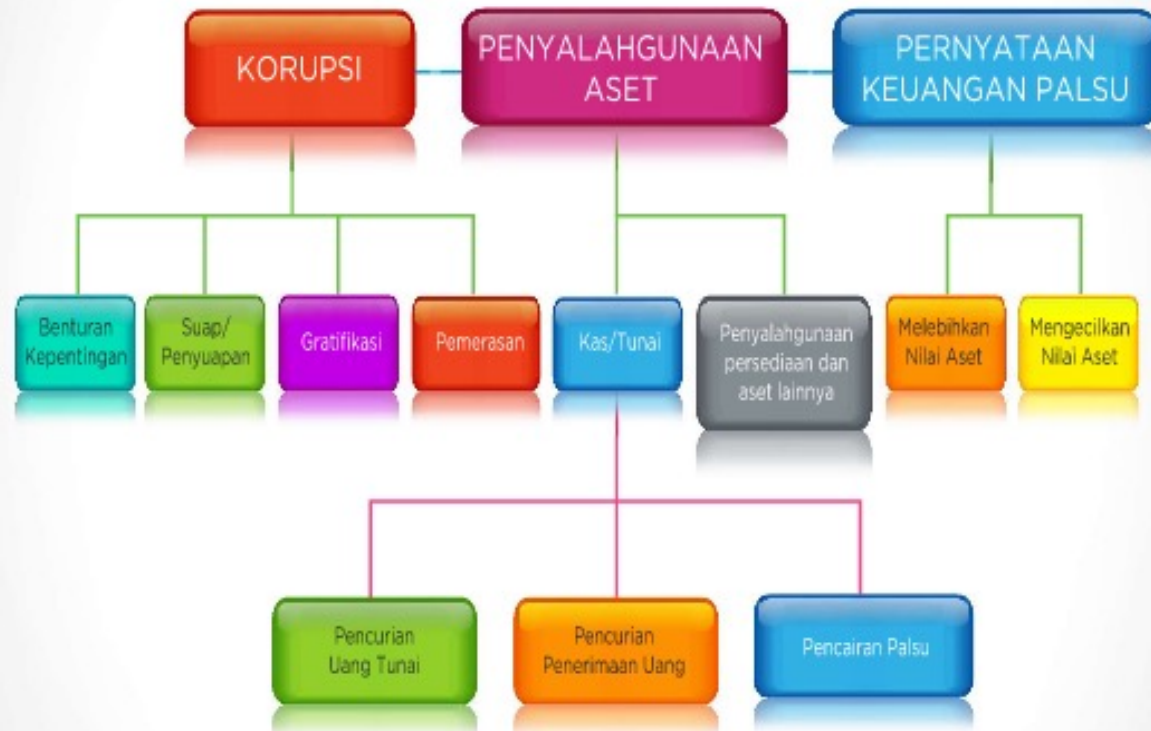 KORUPSI
PENYALAHGUNAAN
ASET
PERNYATAAN
KEUANGAN PALSU
Benturan
Kepentingan
Suap/
Penyuapan
Gratifikasi
Pemerasan
Kas/Tunai
Penyalahgunaan
persediaan dan
aset lainnya
Melebihkan
Nilai Aset
Mengecilkan
Nilai Aset
Pencurian
Uang Tunai
Pencurian
Penerimaan Uang
Pencairan Palsu